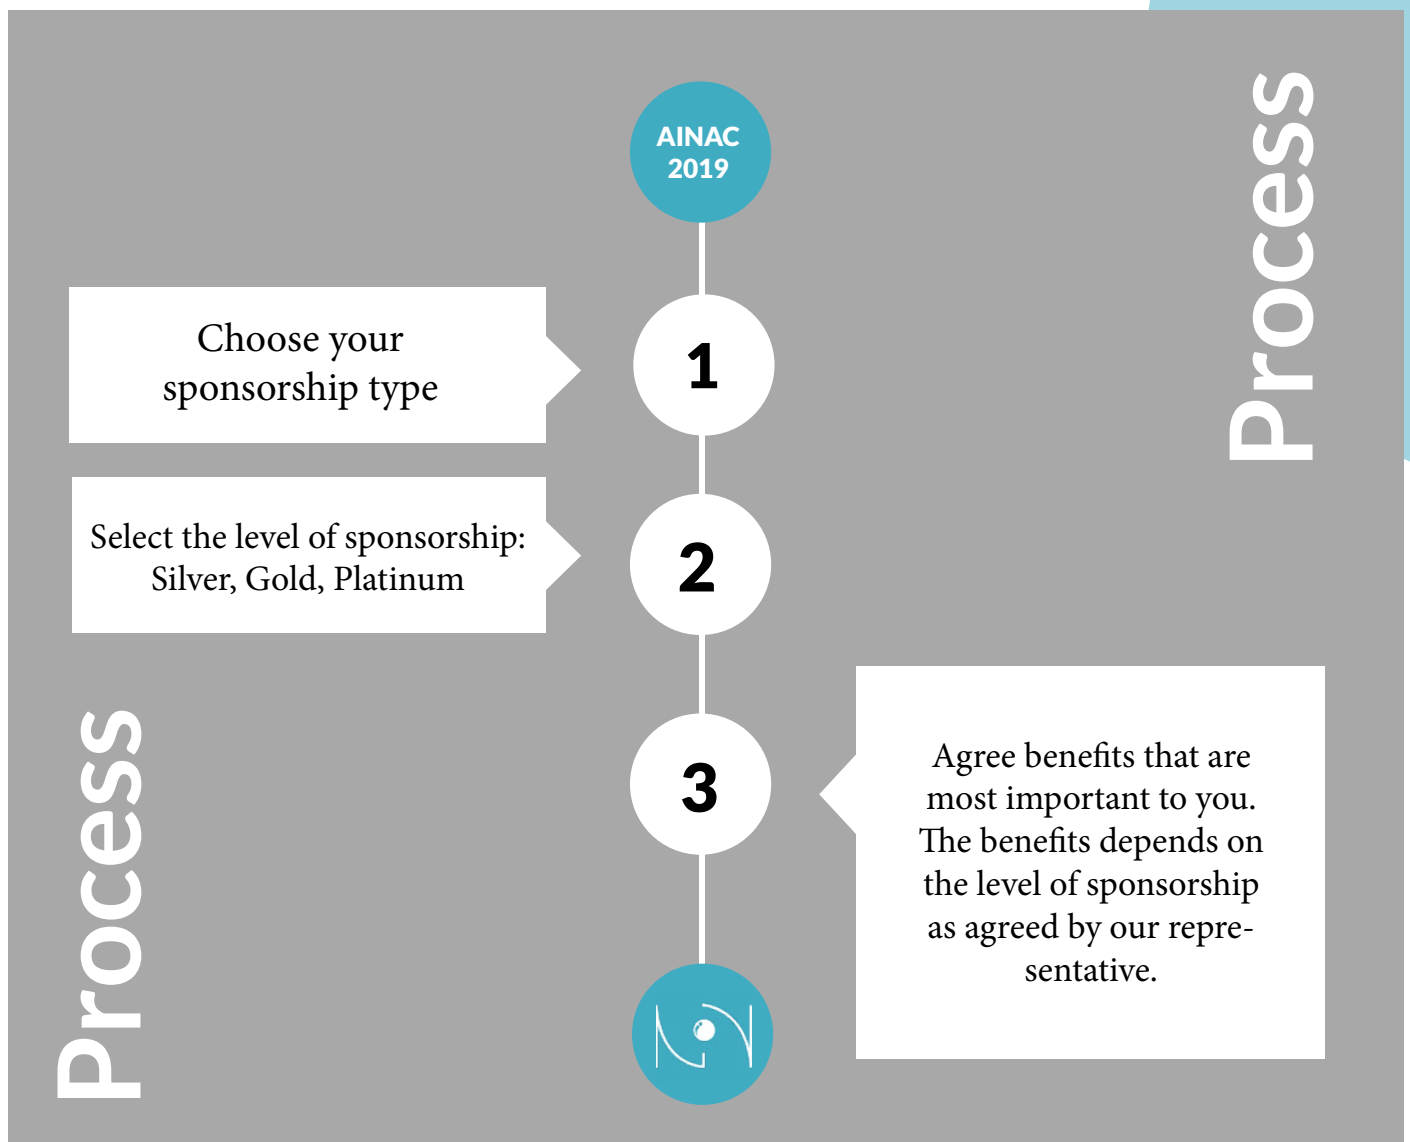 AINAC
2019
Process
1
Choose your
sponsorship type
2
Select the level of sponsorship:
Silver, Gold, Platinum
3
Agree benefits that are
most important to you.
The benefits depends on
the level of sponsorship
as agreed by our repre-
sentative.
Process